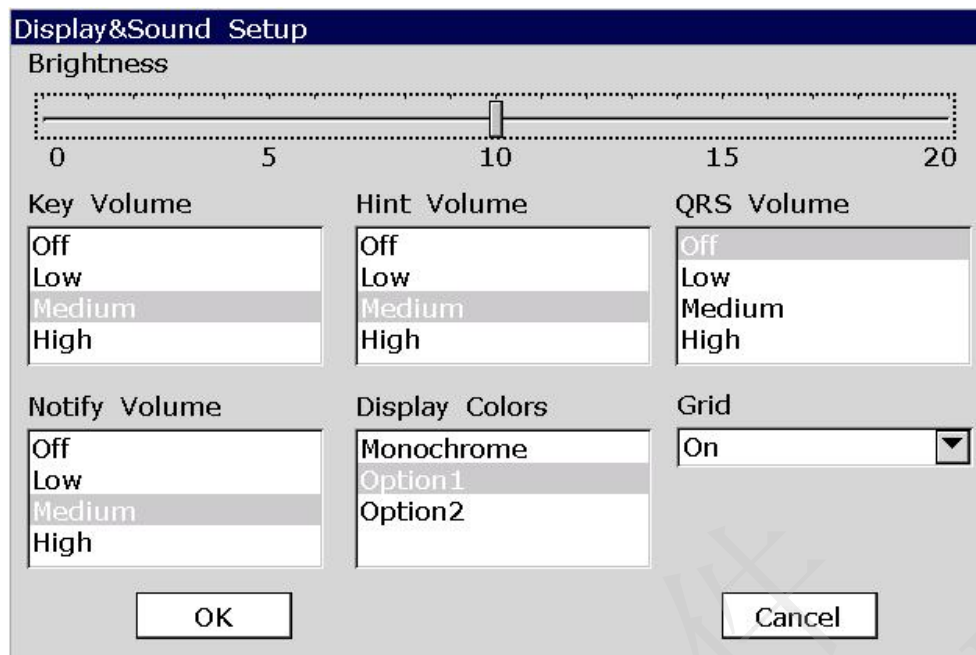 Display&Sound Setup
Brightness
0 5 10 15 20
Key Volume
Off
Low
Medium
High
Hint Volume
Off
Low
Medium
High
QRS Volume
Off
Low
Medium
High
Notify Volume
Off
Low
Medium
High
Display Colors
Monochrome
Option1
Option2
Grid
On
OK
Cancel
件